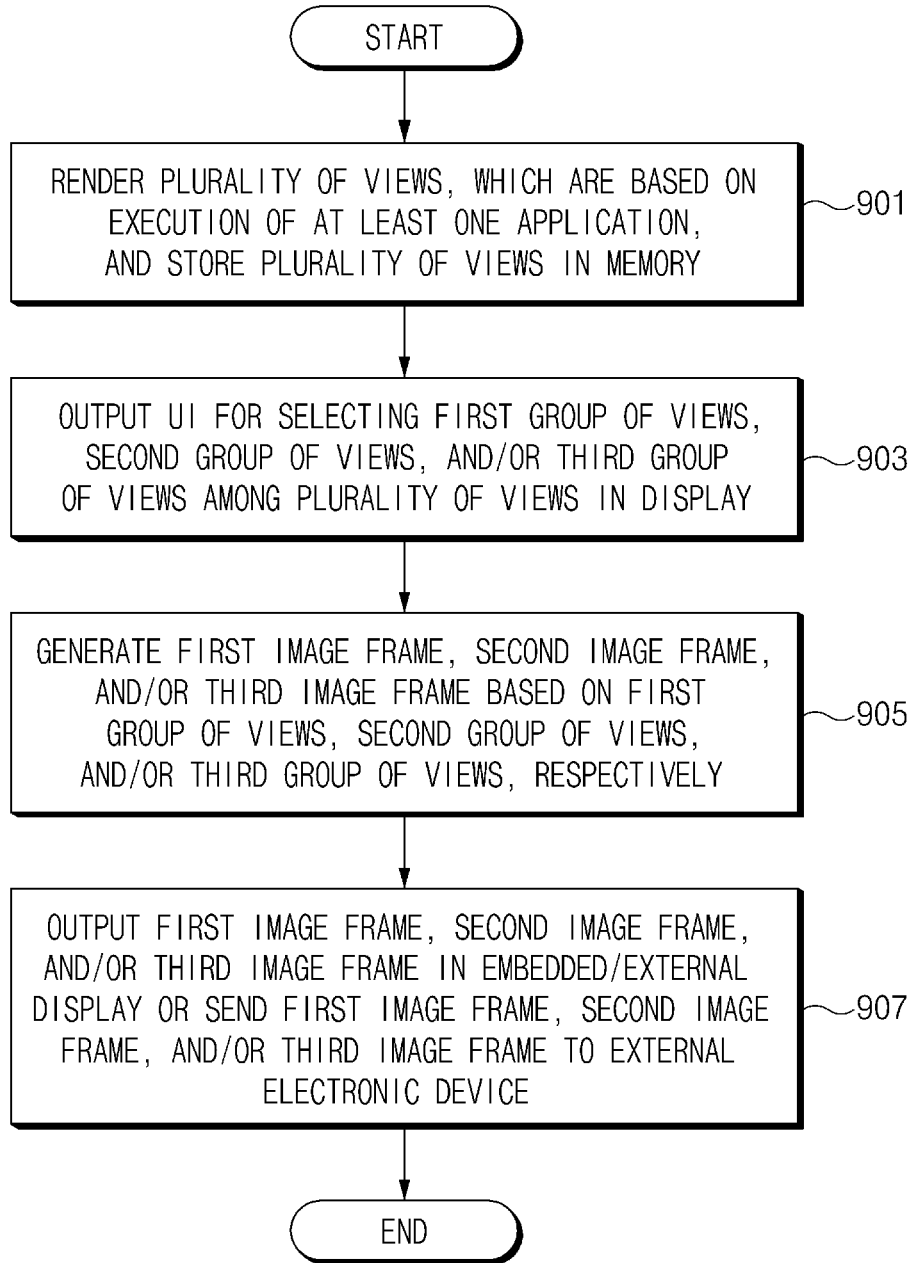 START
RENDER PLURALITY OF VIEWS, WHICH ARE BASED ON
EXECUTION OF AT LEAST ONE APPLICATION,
AND STORE PLURALITY OF VIEWS IN MEMORY
901
OUTPUT UI FOR SELECTING FIRST GROUP OF VIEWS,
SECOND GROUP OF VIEWS, AND/OR THIRD GROUP
OF VIEWS AMONG PLURALITY OF VIEWS IN DISPLAY
903
GENERATE FIRST IMAGE FRAME, SECOND IMAGE FRAME,
AND/OR THIRD IMAGE FRAME BASED ON FIRST
GROUP OF VIEWS, SECOND GROUP OF VIEWS,
AND/OR THIRD GROUP OF VIEWS, RESPECTIVELY
905
OUTPUT FIRST IMAGE FRAME, SECOND IMAGE FRAME,
AND/OR THIRD IMAGE FRAME IN EMBEDDED/EXTERNAL
DISPLAY OR SEND FIRST IMAGE FRAME, SECOND IMAGE
FRAME, AND/OR THIRD IMAGE FRAME TO EXTERNAL
ELECTRONIC DEVICE
907
END